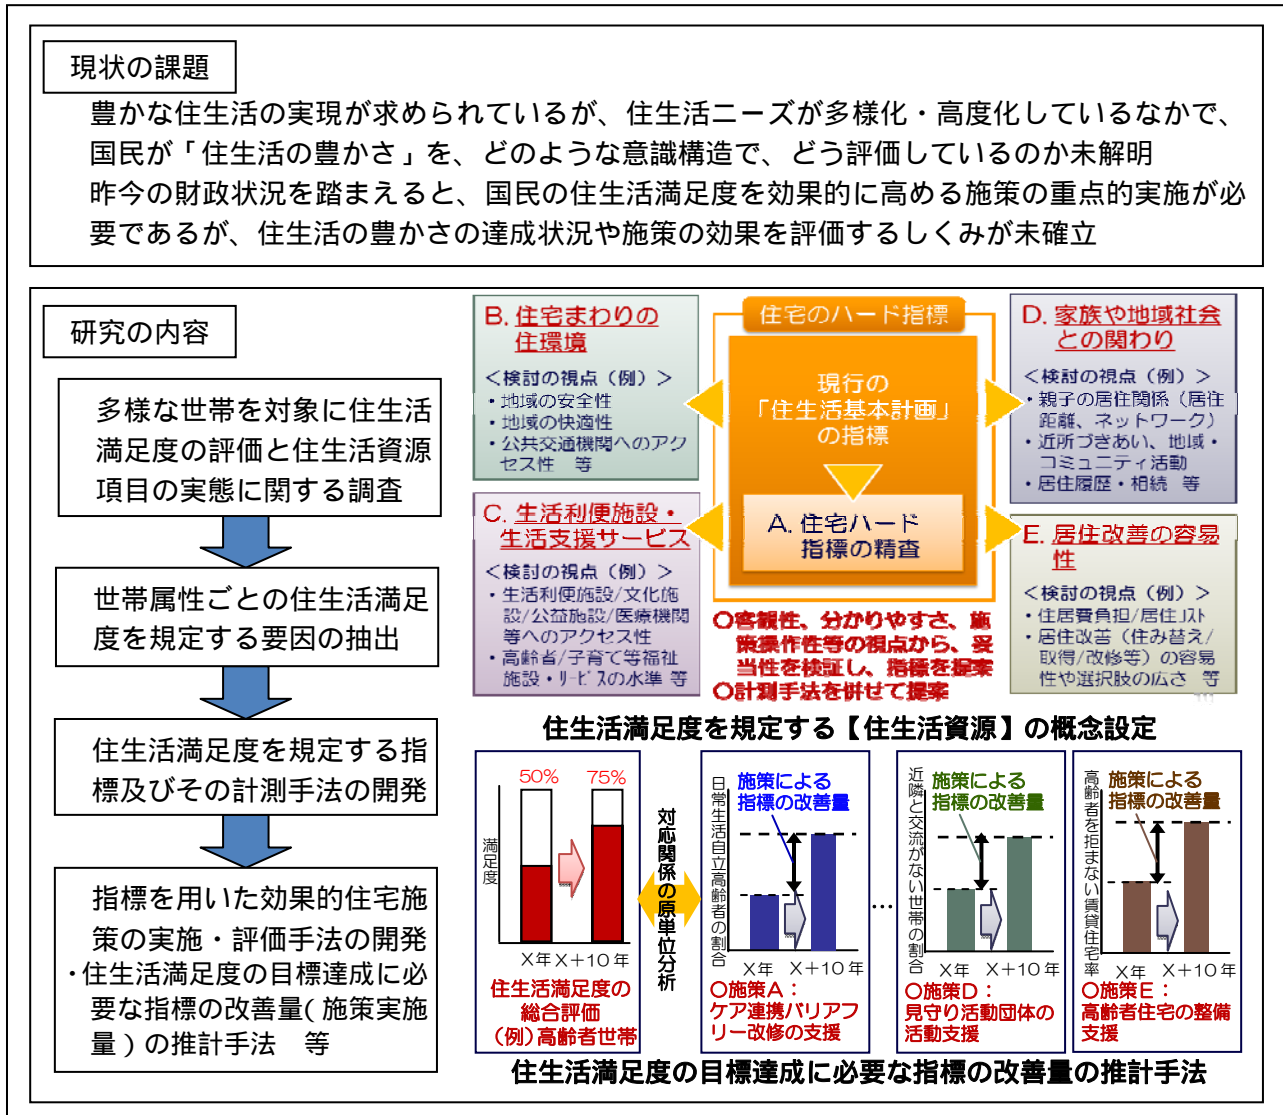 現状の課題
豊かな住生活の実現が求められているが、住生活ニーズが多様化・高度化しているなかで、
国民が「住生活の豊かさ」を、どのような意識構造で、どう評価しているのか未解明
昨今の財政状況を踏まえると、国民の住生活満足度を効果的に高める施策の重点的実施が必
要であるが、住生活の豊かさの達成状況や施策の効果を評価するしくみが未確立
研究の内容
多様な世帯を対象に住生活
満足度の評価と住生活資源
項目の実態に関する調査
世帯属性ごとの住生活満足
度を規定する要因の抽出
住生活満足度を規定する指
標及びその計測手法の開発
指標を用いた効果的住宅施
策の実施・評価手法の開発
・住生活満足度の目標達成に必
要な指標の改善量(施策実施
量)の推計手法 等
B. 住宅まわりの
住環境
<検討の視点(例)>
・地域の安全性
・地域の快適性
・公共交通機関へのアク
セス性 等
C. 生活利便施設・
生活支援サービス
<検討の視点(例)>
・生活利便施設/文化施
設/公益施設/医療機関
等へのアクセス性
・高齢者/子育て等福祉
施設・サービスの水準 等
住宅のハード指標
現行の
「住生活基本計画」
の指標
A. 住宅ハード
指標の精査
○客観性、分かりやすさ、施
策操作性等の視点から、妥
当性を検証し、指標を提案
○計測手法を併せて提案
D. 家族や地域社会
との関わり
<検討の視点(例)>
・親子の居住関係(居住
距離、ネットワーク)
・近所づきあい、地域・
コミュニティ活動
・居住履歴・相続 等
E. 居住改善の容易
性
<検討の視点(例)>
・住居費負担/居住コスト
・居住改善(住み替え/
取得/改修等)の容易
性や選択肢の広さ 等
住生活満足度を規定する【住生活資源】の概念設定
50% 75%
満足度
X年 X+10年
住生活満足度の
総合評価
(例)高齢者世帯
対応関係の原単位分析
日常生活自立高齢者の割合
施策による
指標の改善量
X年 X+10年
○施策A:
ケア連携バリアフ
リー改修の支援
…
近隣と交流がない世帯の割合
施策による
指標の改善量
X年 X+10年
○施策D:
見守り活動団体の
活動支援
高齢者を拒まない賃貸住宅率
施策による
指標の改善量
X年 X+10年
○施策E:
高齢者住宅の整備
支援
住生活満足度の目標達成に必要な指標の改善量の推計手法